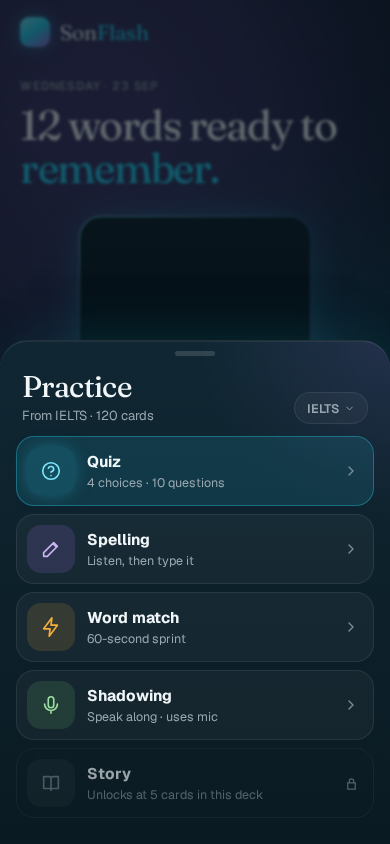 SonFlash
WEDNESDAY · 23 SEP
12 words ready to
remember.
Practice
From IELTS · 120 cards
IELTS
Quiz
4 choices · 10 questions
Spelling
Listen, then type it
Word match
60-second sprint
Shadowing
Speak along · uses mic
Story
Unlocks at 5 cards in this deck